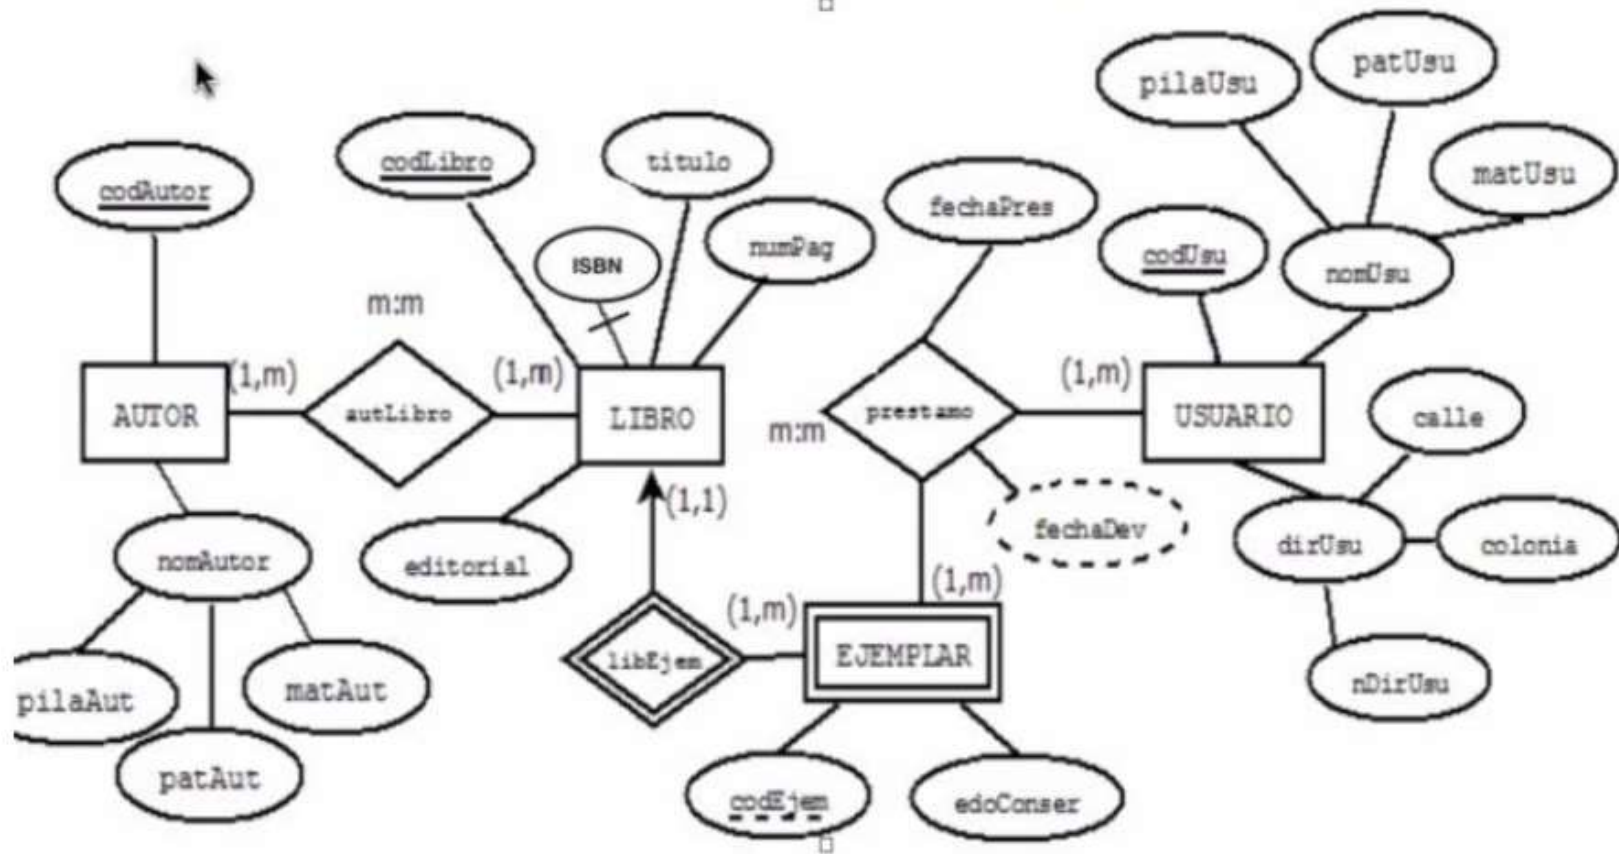 pilaUsu
patUsu
matUsu
codAutor
codLibro
titulo
fechaPres
numPag
ISBN
codUsu
nomUsu
m:m
(1,m)
(1,m)
(1,m)
AUTOR
autLibro
LIBRO
prestamo
USUARIO
calle
m:m
(1,1)
fechaDev
dirUsu
colonia
nomAutor
editorial
(1,m)
(1,m)
libEjem
EJEMPLAR
pilaAut
matAut
nDirUsu
patAut
codEjem
edoConser